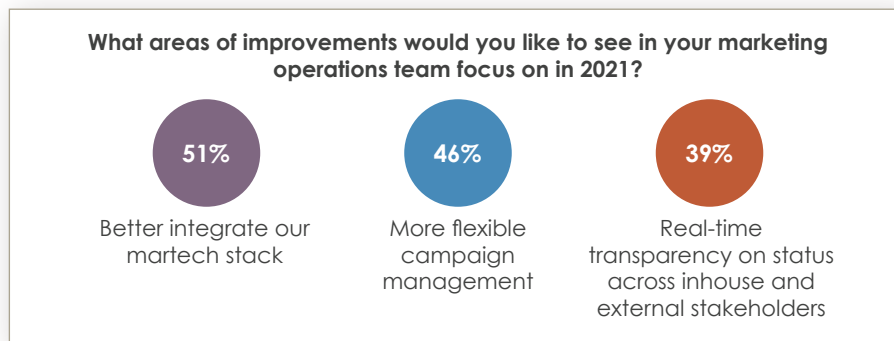 What areas of improvements would you like to see in your marketing
operations team focus on in 2021?
51%
46%
39%
Better integrate our
martech stack
More flexible
campaign
management
Real-time
transparency on status
across inhouse and
external stakeholders